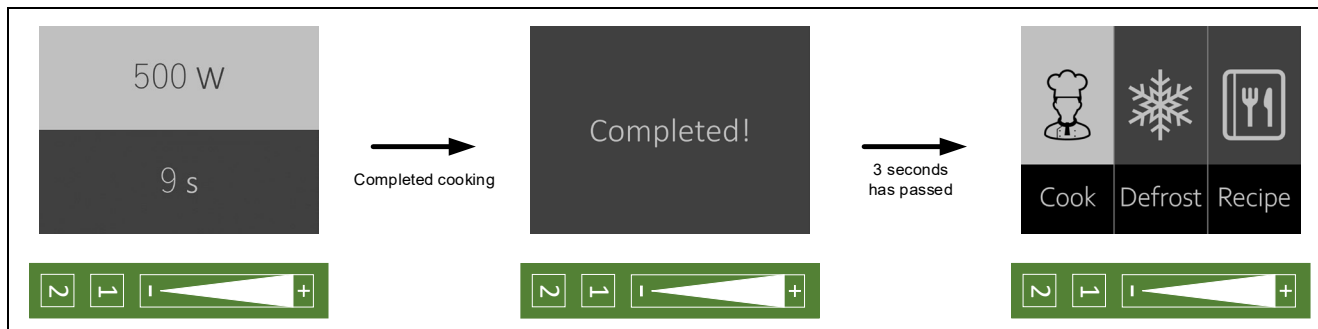 500 W
9 s
Completed cooking
Completed!
3 seconds
has passed
Cook Defrost Recipe
2 1 - +
2 1 - +
2 1 - +